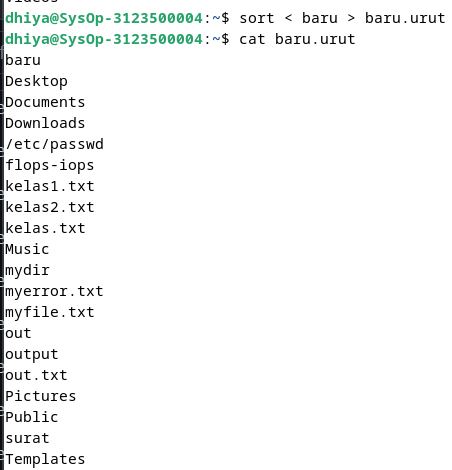 dhiya@SysOp-3123500004:~$ sort < baru > baru.urut
dhiya@SysOp-3123500004:~$ cat baru.urut
baru
Desktop
Documents
Downloads
/etc/passwd
flops-iops
kelas1.txt
kelas2.txt
kelas.txt
Music
mydir
myerror.txt
myfile.txt
out
output
out.txt
Pictures
Public
surat
Templates